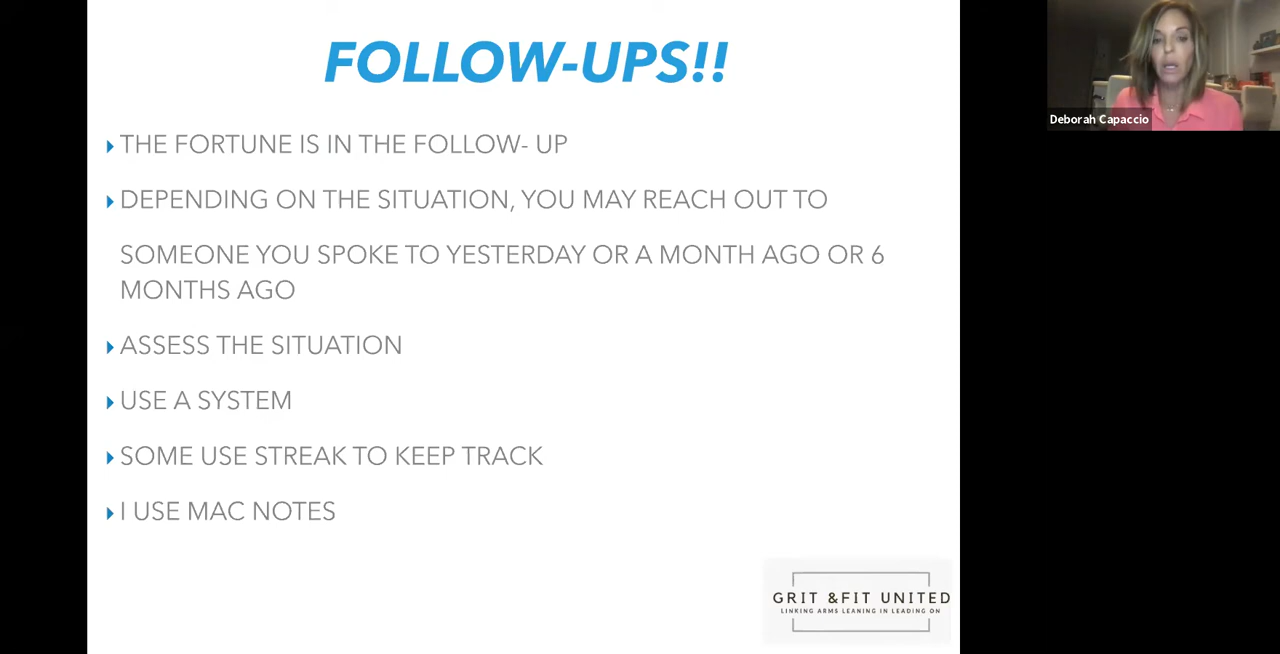 FOLLOW-UPS!!
THE FORTUNE IS IN THE FOLLOW- UP
DEPENDING ON THE SITUATION, YOU MAY REACH OUT TO
SOMEONE YOU SPOKE TO YESTERDAY OR A MONTH AGO OR 6
MONTHS AGO
ASSESS THE SITUATION
USE A SYSTEM
SOME USE STREAK TO KEEP TRACK
I USE MAC NOTES
GRIT &FIT UNITED
LINKING ARMS LEANING IN LEADING ON
Deborah Capaccio